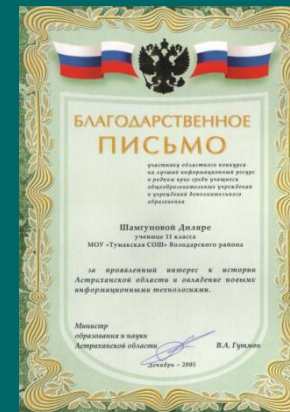 БЛАГОДАРСТВЕННОЕ
ПИСЬМО
участнику областного конкурса
на лучший информационный ресурс
о родном крае среди учащихся
общеобразовательных учреждений
и учреждений дополнительного
образования
Шамгуновой Диляре
ученице 11 класса
МОУ «Тумакская СОШ» Володарского района
за проявленный интерес к истории
Астраханской области и овладение новыми
информационными технологиями.
Министр
образования и науки
Астраханской области
В.А. Гутман
Декабрь – 2005